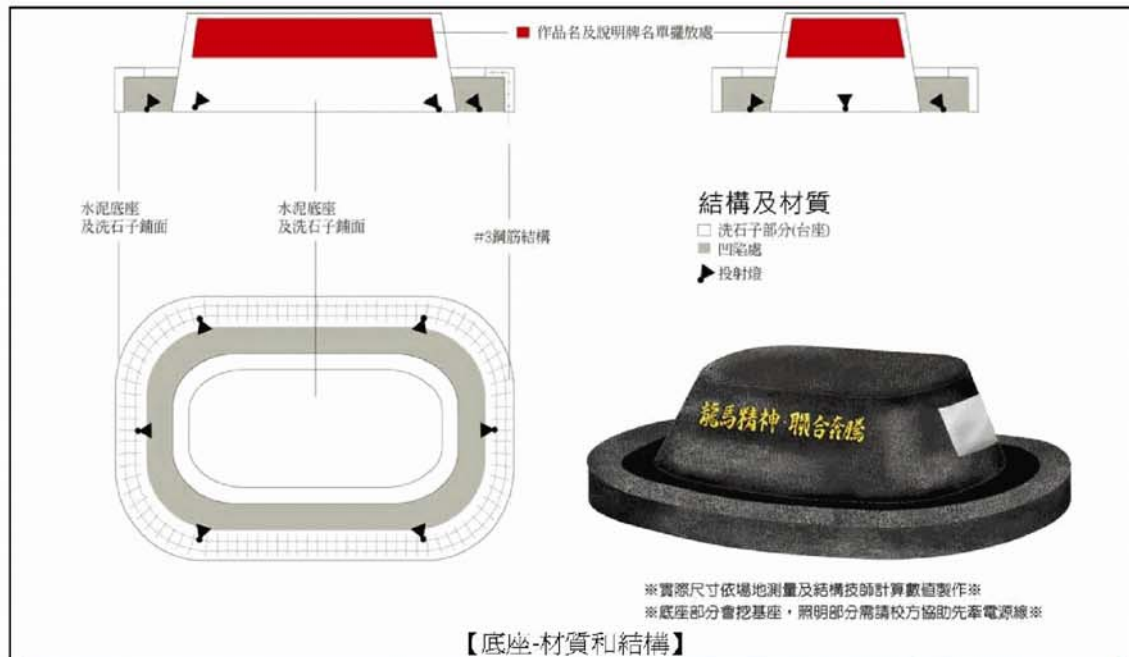 作品名及說明牌名單擺放處
水泥底座
及洗石子鋪面
水泥底座
及洗石子鋪面
#3鋼筋結構
結構及材質
洗石子部分(台座)
凹陷處
投射燈
龍馬精神·聯合奔騰
※實際尺寸依場地測量及結構技師計算數值製作※
※底座部分會挖基座，照明部分需請校方協助先牽電源線※
【底座-材質和結構】